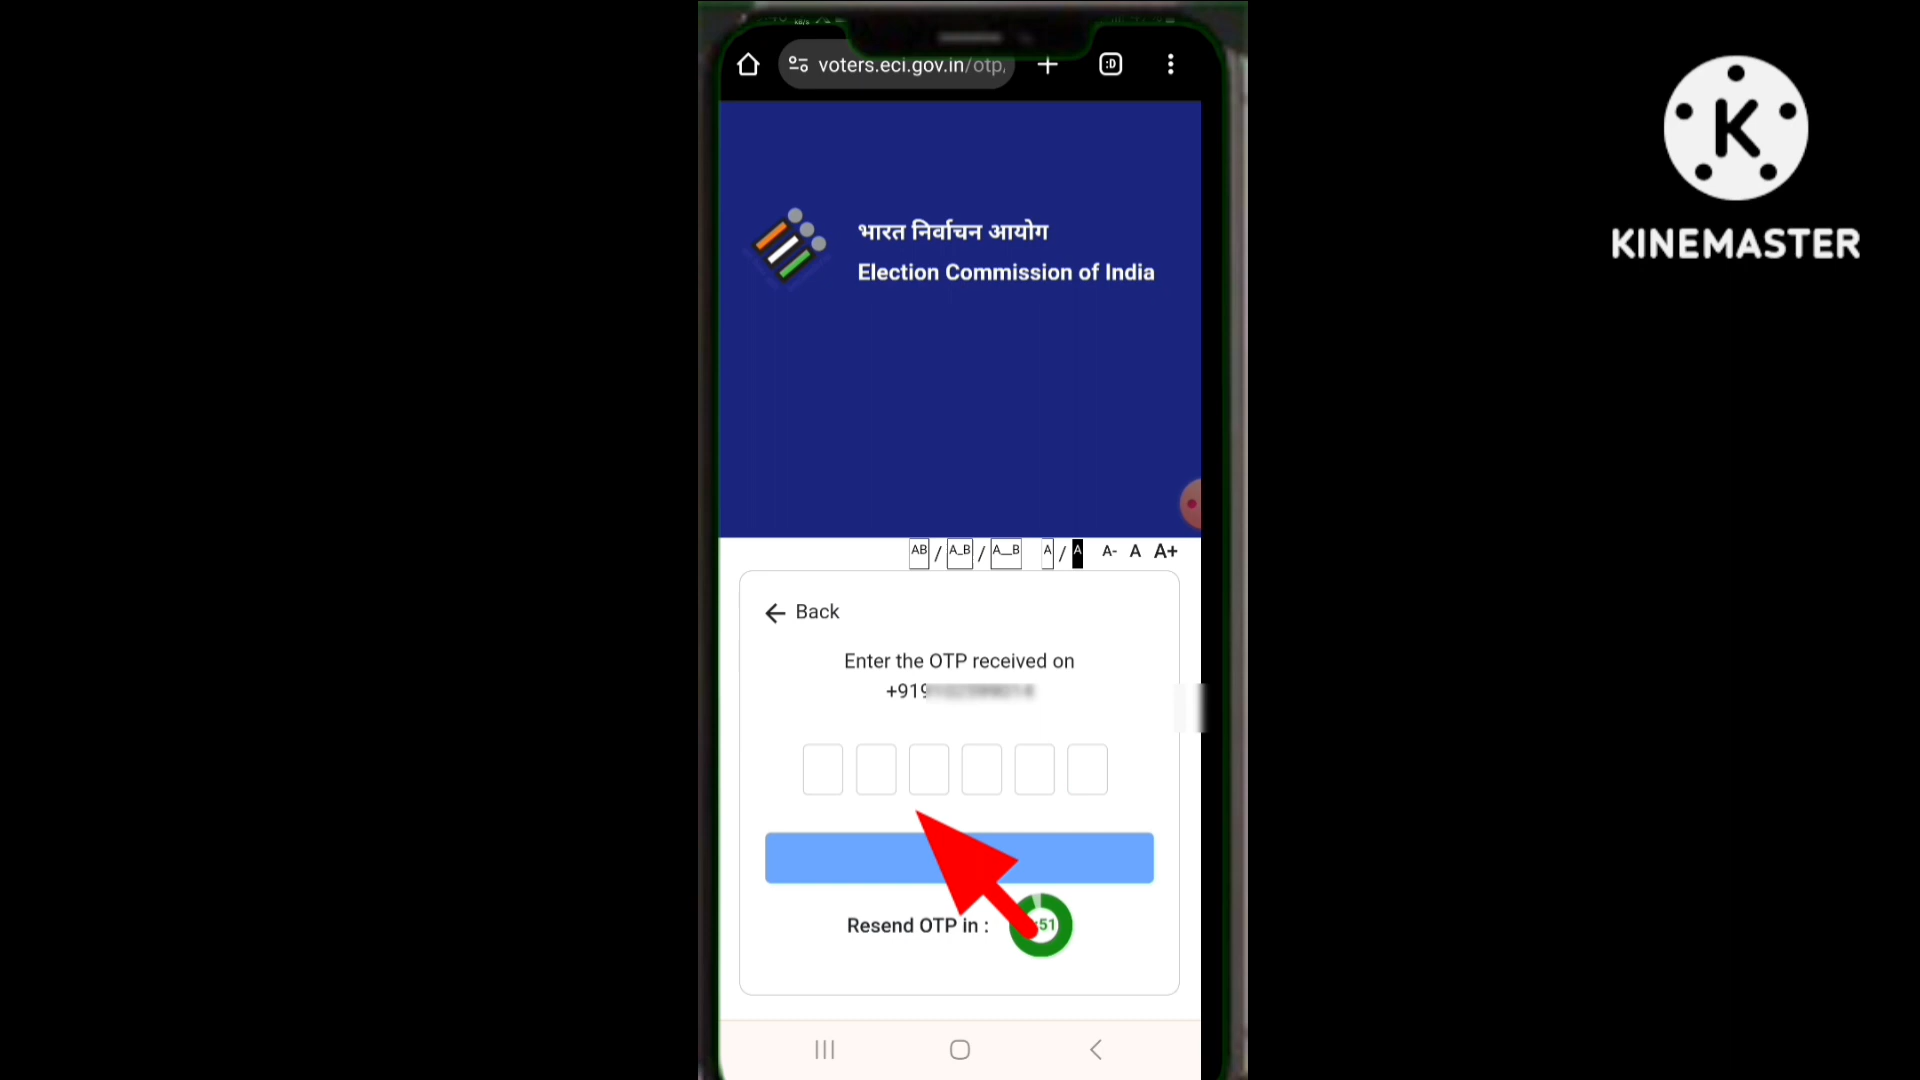 voters.eci.gov.in/otp
:D
KINEMASTER
भारत निर्वाचन आयोग
Election Commission of India
AB / A_B / A__B A / A A- A A+
Back
Enter the OTP received on
+919
Resend OTP in :
51